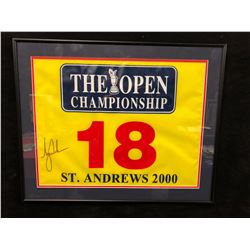 THE OPEN
CHAMPIONSHIP
18
ST. ANDREWS 2000